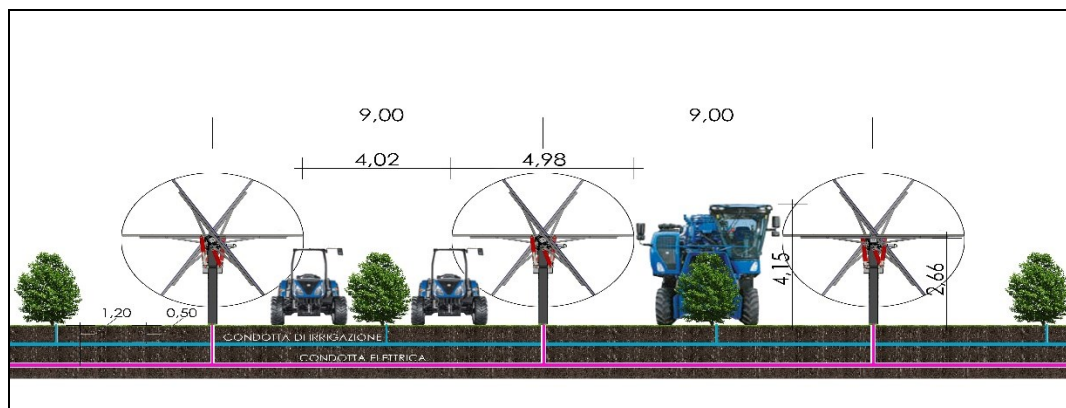 9,00 9,00
4,02 4,98
4,15
2,66
1,20 0,50
CONDOTTA DI IRRIGAZIONE
CONDOTTA ELETTRICA